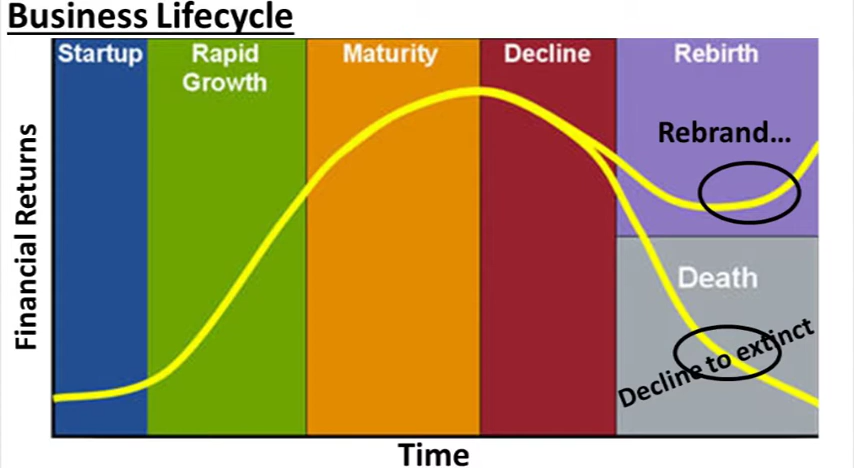 Business Lifecycle
Startup
Rapid
Growth
Maturity
Decline
Rebirth
Rebrand...
Death
Decline to extinct
Financial Returns
Time